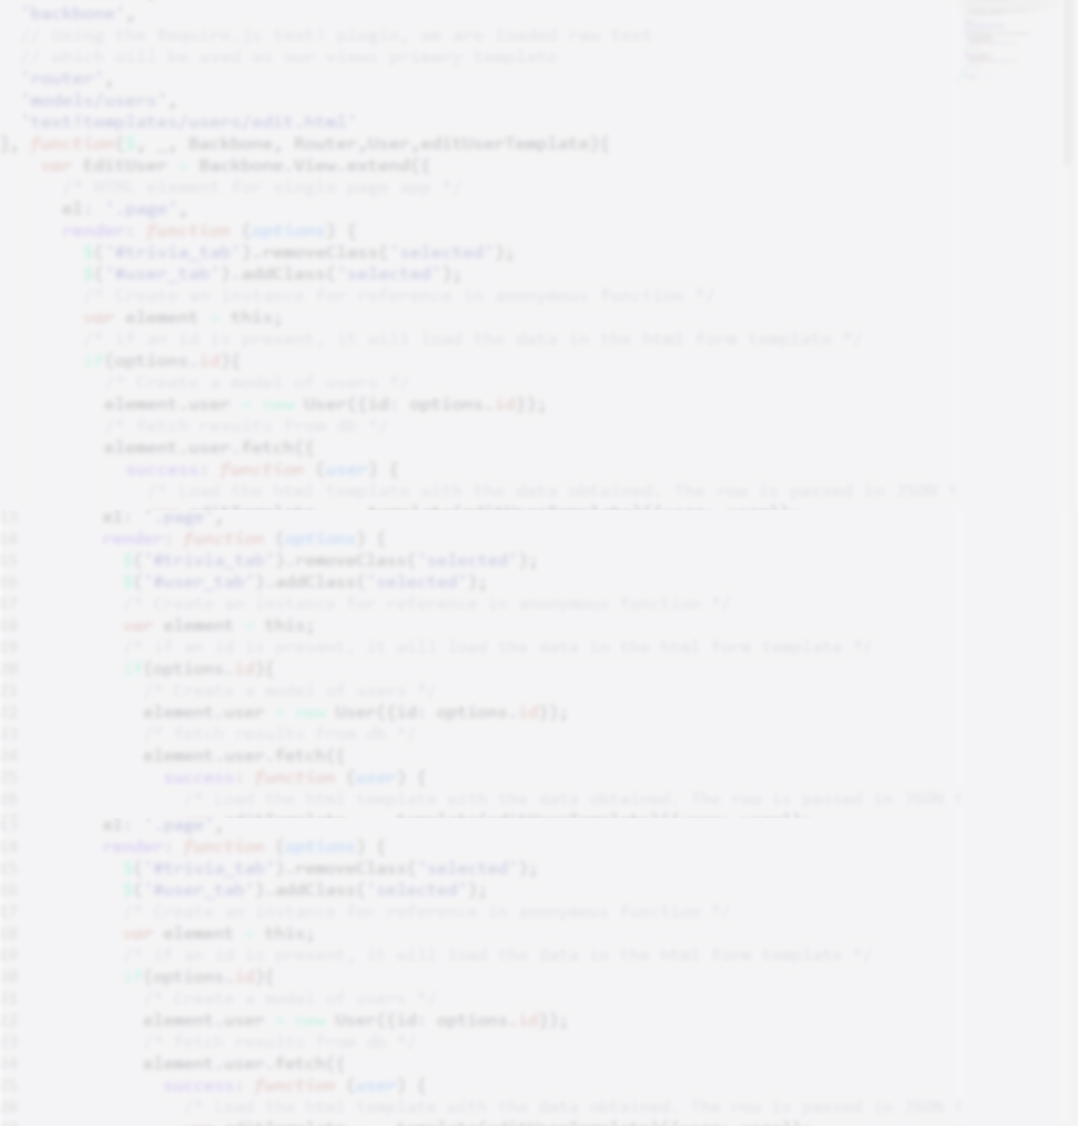 'backbone',
// Using the Require.js text! plugin, we are loaded raw text
// which will be used as our views primary template
'router',
'models/users',
'text!templates/users/edit.html'
], function($, _, Backbone, Router,User,editUserTemplate){
var EditUser = Backbone.View.extend({
/* HTML element for single page app */
el: '.page',
render: function (options) {
$('#trivia_tab').removeClass('selected');
$('#user_tab').addClass('selected');
/* Create an instance for reference in anonymous function */
var element = this;
/* if an id is present, it will load the data in the html form template */
if(options.id){
/* Create a model of users */
element.user = new User({id: options.id});
/* fetch results from db */
element.user.fetch({
success: function (user) {
/* Load the html template with the data obtained. The row is passed in JSON
13 el: '.page',
14 render: function (options) {
15 $('#trivia_tab').removeClass('selected');
16 $('#user_tab').addClass('selected');
17 /* Create an instance for reference in anonymous function */
18 var element = this;
19 /* if an id is present, it will load the data in the html form template */
20 if(options.id){
21 /* Create a model of users */
22 element.user = new User({id: options.id});
23 /* fetch results from db */
24 element.user.fetch({
25 success: function (user) {
26 /* Load the html template with the data obtained. The row is passed in JSON
13 el: '.page',
14 render: function (options) {
15 $('#trivia_tab').removeClass('selected');
16 $('#user_tab').addClass('selected');
17 /* Create an instance for reference in anonymous function */
18 var element = this;
19 /* if an id is present, it will load the data in the html form template */
20 if(options.id){
21 /* Create a model of users */
22 element.user = new User({id: options.id});
23 /* fetch results from db */
24 element.user.fetch({
25 success: function (user) {
26 /* Load the html template with the data obtained. The row is passed in JSON